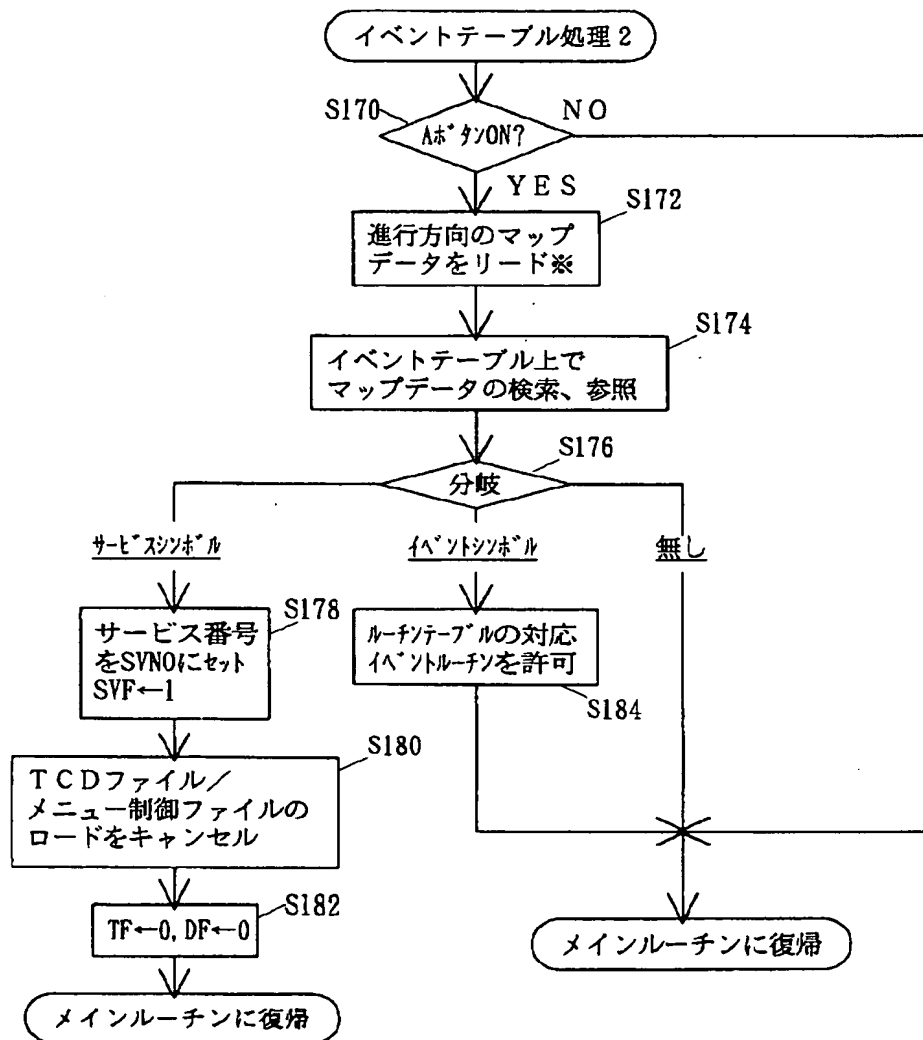 イベントテーブル処理2
S170
NO
AボタンON?
YES
S172
進行方向のマップ
データをリード※
S174
イベントテーブル上で
マップデータの検索、参照
S176
分岐
サービスシンボル
イベントシンボル
無し
S178
サービス番号
をSVNOにセット
SVF←1
ルーチンテーブルの対応
イベントルーチンを許可
S184
S180
TCDファイル/
メニュー制御ファイルの
ロードをキャンセル
S182
TF←0, DF←0
メインルーチンに復帰
メインルーチンに復帰